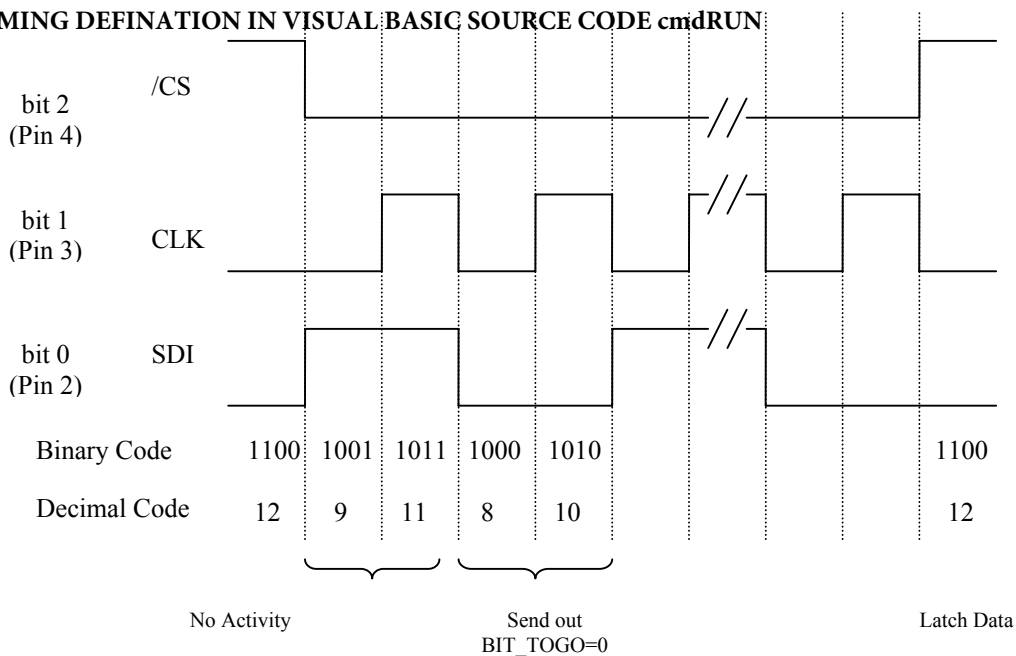 MING DEFINATION IN VISUAL BASIC SOURCE CODE cmdRUN
/CS
bit 2
(Pin 4)
bit 1
(Pin 3)
CLK
bit 0
(Pin 2)
SDI
Binary Code 1100 1001 1011 1000 1010 1100
Decimal Code 12 9 11 8 10 12
No Activity Send out Latch Data
BIT_TOGO=0